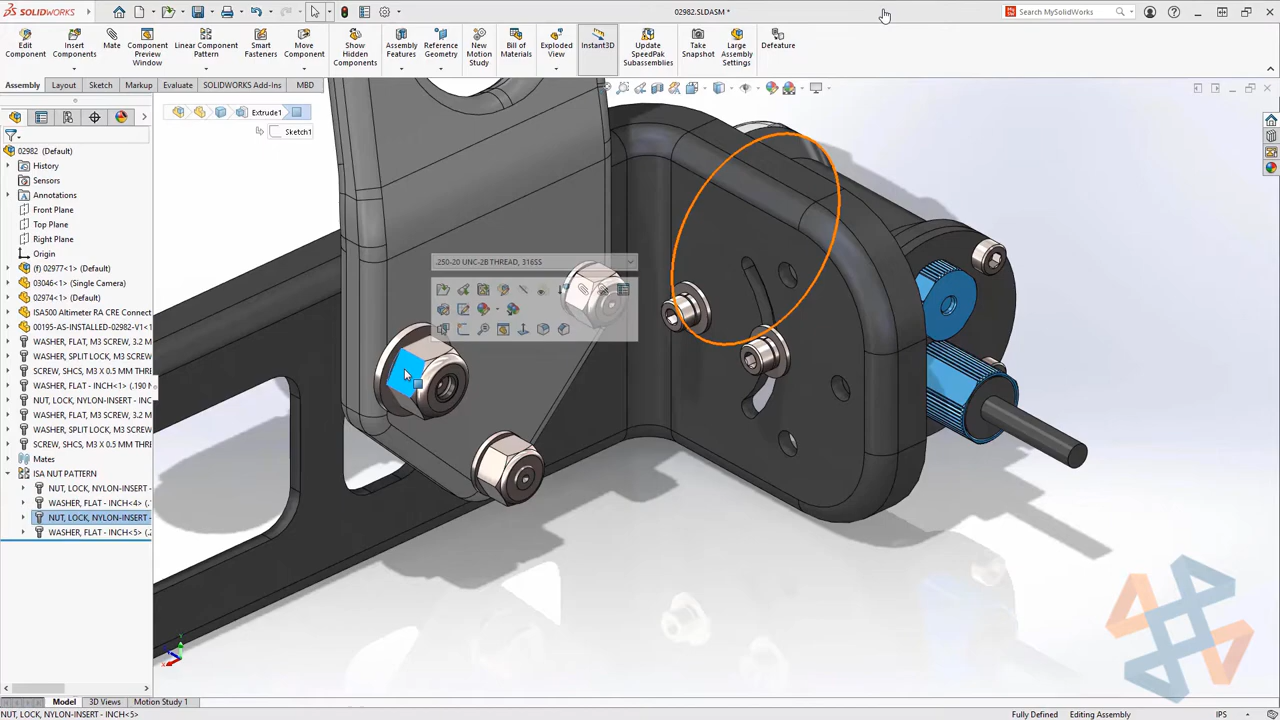 SOLIDWORKS
02982.SLDASM *
Search MySolidWorks
Edit Component
Insert Components
Mate
Component Preview Window
Linear Component Pattern
Smart Fasteners
Move Component
Show Hidden Components
Assembly Features
Reference Geometry
New Motion Study
Bill of Materials
Exploded View
Instant3D
Update SpeedPak Subassemblies
Take Snapshot
Large Assembly Settings
Defeature
Assembly Layout Sketch Markup Evaluate SOLIDWORKS Add-Ins MBD
Extrude1
Sketch1
02982 (Default)
History
Sensors
Annotations
Front Plane
Top Plane
Right Plane
Origin
(f) 02977<1> (Default)
03046<1> (Single Camera)
02974<1> (Default)
ISA500 Altimeter RA CRE Connector
00195-AS-INSTALLED-02982-V1
WASHER, FLAT, M3 SCREW, 3.2
WASHER, SPLIT LOCK, M3 SCREW
SCREW, SHCS, M3 X 0.5 MM THRE
WASHER, FLAT - INCH<1> (.190 N
NUT, LOCK, NYLON-INSERT - INCH
WASHER, FLAT, M3 SCREW, 3.2
WASHER, SPLIT LOCK, M3 SCREW
SCREW, SHCS, M3 X 0.5 MM THRE
Mates
ISA NUT PATTERN
NUT, LOCK, NYLON-INSERT -
WASHER, FLAT - INCH<4> (.
NUT, LOCK, NYLON-INSERT -
WASHER, FLAT - INCH<5> (.
.250-20 UNC-2B THREAD, 316SS
Model 3D Views Motion Study 1
NUT, LOCK, NYLON-INSERT - INCH<5>
Fully Defined Editing Assembly IPS